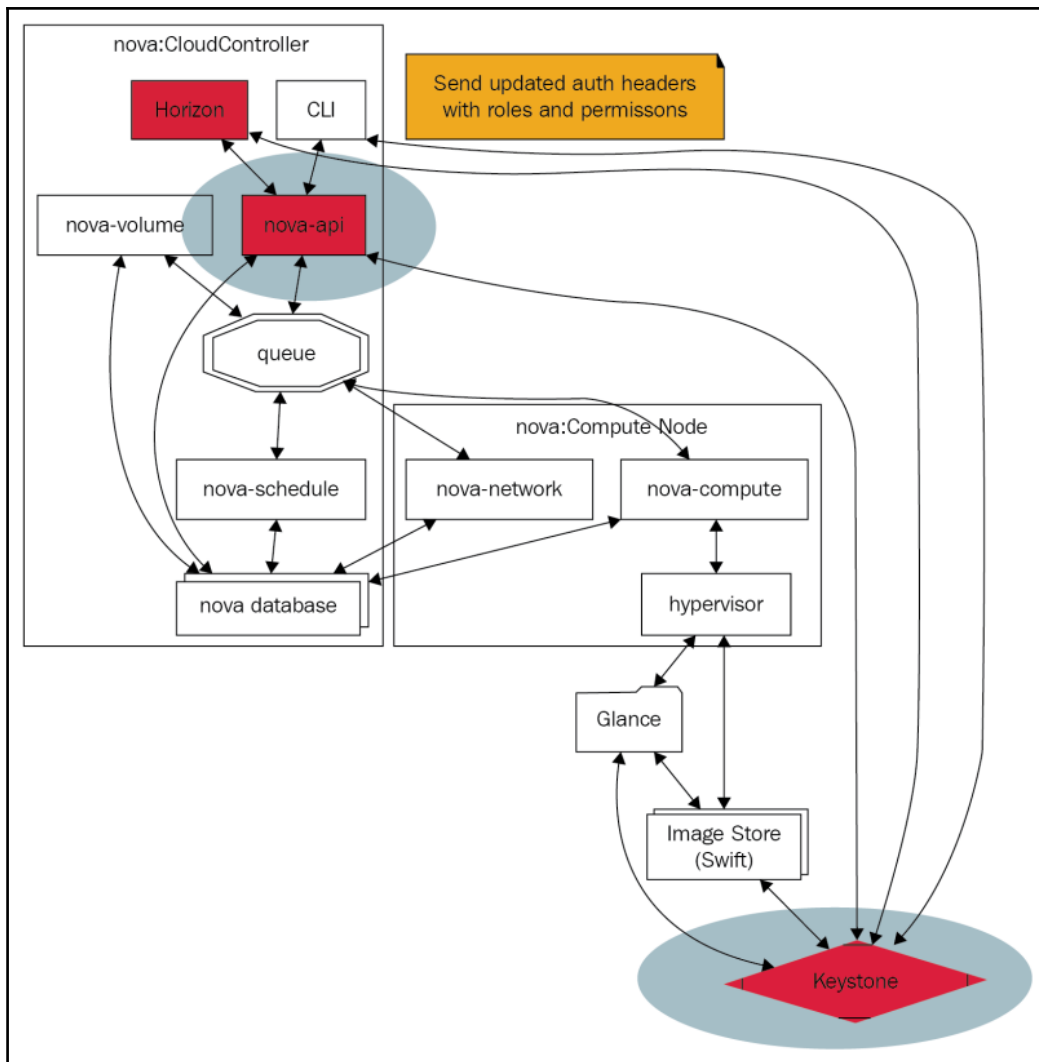 nova:CloudController
Send updated auth headers
with roles and permissons
Horizon
CLI
nova-volume
nova-api
queue
nova:Compute Node
nova-schedule
nova-network
nova-compute
nova database
hypervisor
Glance
Image Store
(Swift)
Keystone